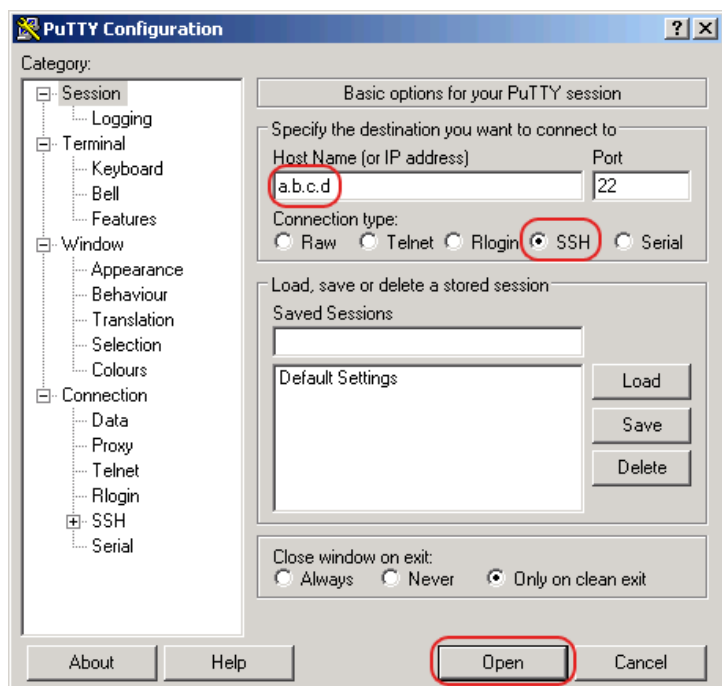 PuTTY Configuration
Category:
Session
Logging
Terminal
Keyboard
Bell
Features
Window
Appearance
Behaviour
Translation
Selection
Colours
Connection
Data
Proxy
Telnet
Rlogin
SSH
Serial
Basic options for your PuTTY session
Specify the destination you want to connect to
Host Name (or IP address) Port
a.b.c.d 22
Connection type:
Raw Telnet Rlogin SSH Serial
Load, save or delete a stored session
Saved Sessions
Default Settings
Load
Save
Delete
Close window on exit:
Always Never Only on clean exit
About Help Open Cancel